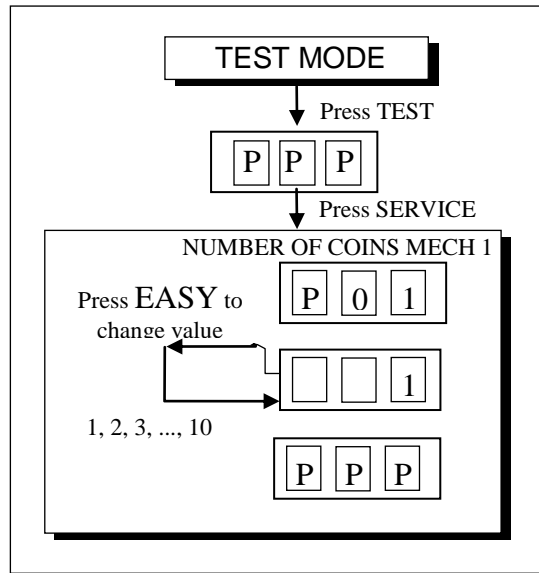 TEST MODE
Press TEST
P P P
Press SERVICE
NUMBER OF COINS MECH 1
P 0 1
Press EASY to
change value
1
1, 2, 3, ..., 10
P P P